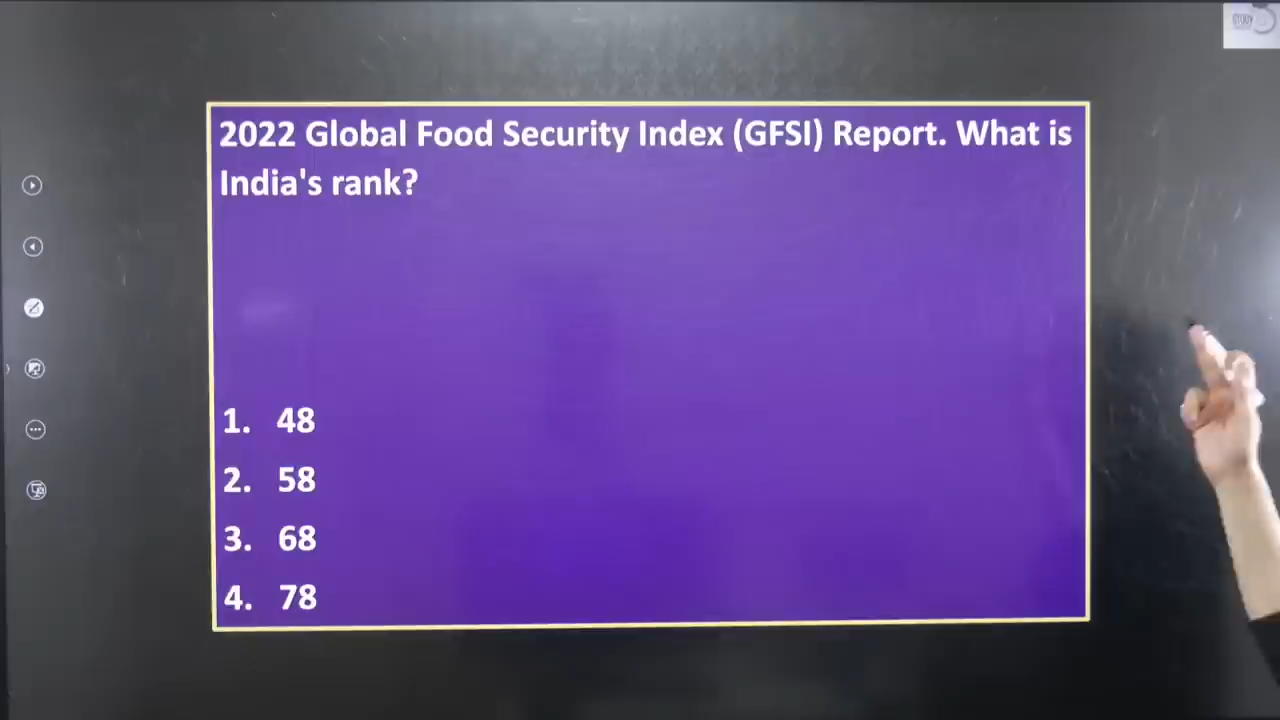 STUDY
2022 Global Food Security Index (GFSI) Report. What is
India's rank?
1. 48
2. 58
3. 68
4. 78